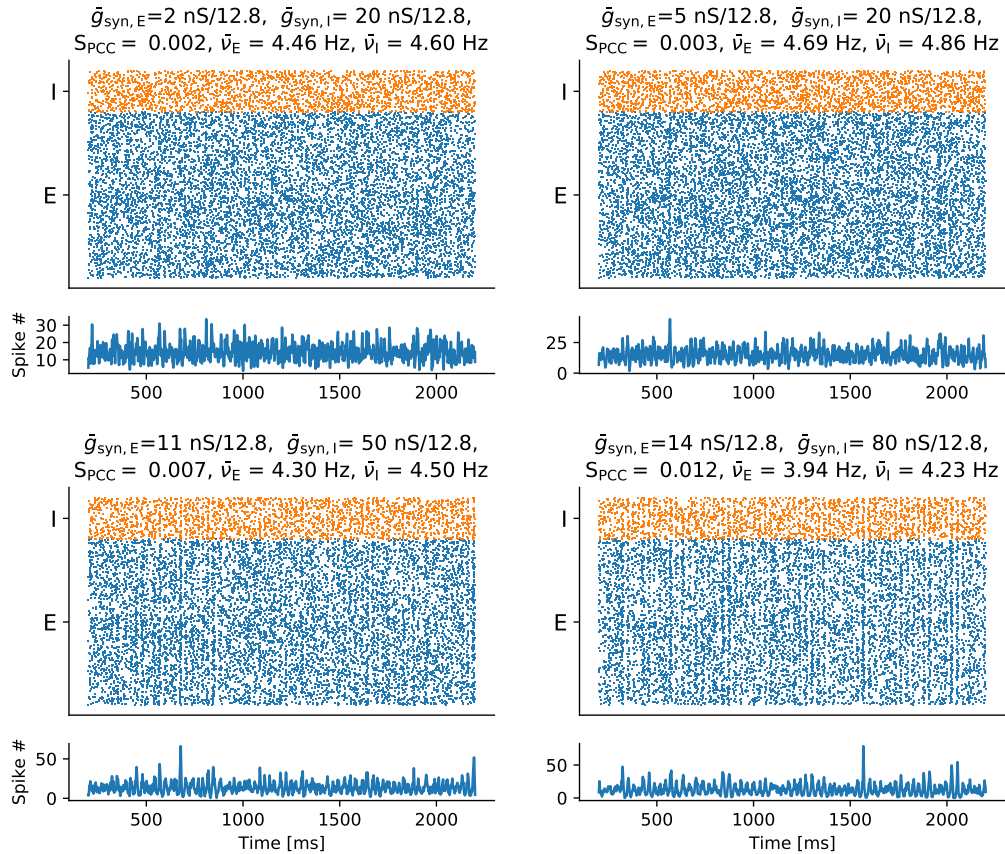 ḡsyn, E=2 nS/12.8, ḡsyn, I= 20 nS/12.8,
SPCC= 0.002, ν̄E = 4.46 Hz, ν̄I = 4.60 Hz
I
E
Spike #
30
20
10
500
1000
1500
2000
ḡsyn, E=5 nS/12.8, ḡsyn, I= 20 nS/12.8,
SPCC= 0.003, ν̄E = 4.69 Hz, ν̄I = 4.86 Hz
I
E
25
0
500
1000
1500
2000
ḡsyn, E=11 nS/12.8, ḡsyn, I= 50 nS/12.8,
SPCC= 0.007, ν̄E = 4.30 Hz, ν̄I = 4.50 Hz
I
E
Spike #
50
0
500
1000
1500
2000
Time [ms]
ḡsyn, E=14 nS/12.8, ḡsyn, I= 80 nS/12.8,
SPCC= 0.012, ν̄E = 3.94 Hz, ν̄I = 4.23 Hz
I
E
50
0
500
1000
1500
2000
Time [ms]